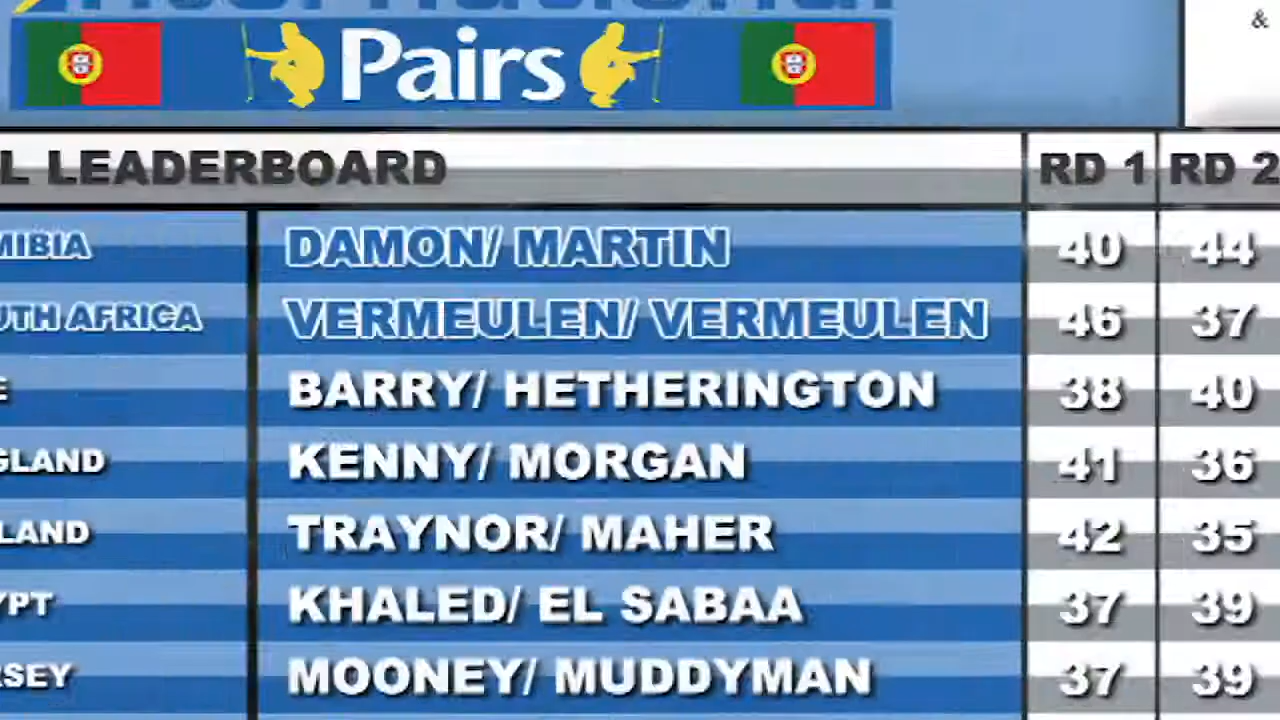 &
Pairs
L LEADERBOARD RD 1 RD 2
MIBIA DAMON/ MARTIN 40 44
UTH AFRICA VERMEULEN/ VERMEULEN 46 37
E BARRY/ HETHERINGTON 38 40
GLAND KENNY/ MORGAN 41 36
LAND TRAYNOR/ MAHER 42 35
YPT KHALED/ EL SABAA 37 39
RSEY MOONEY/ MUDDYMAN 37 39